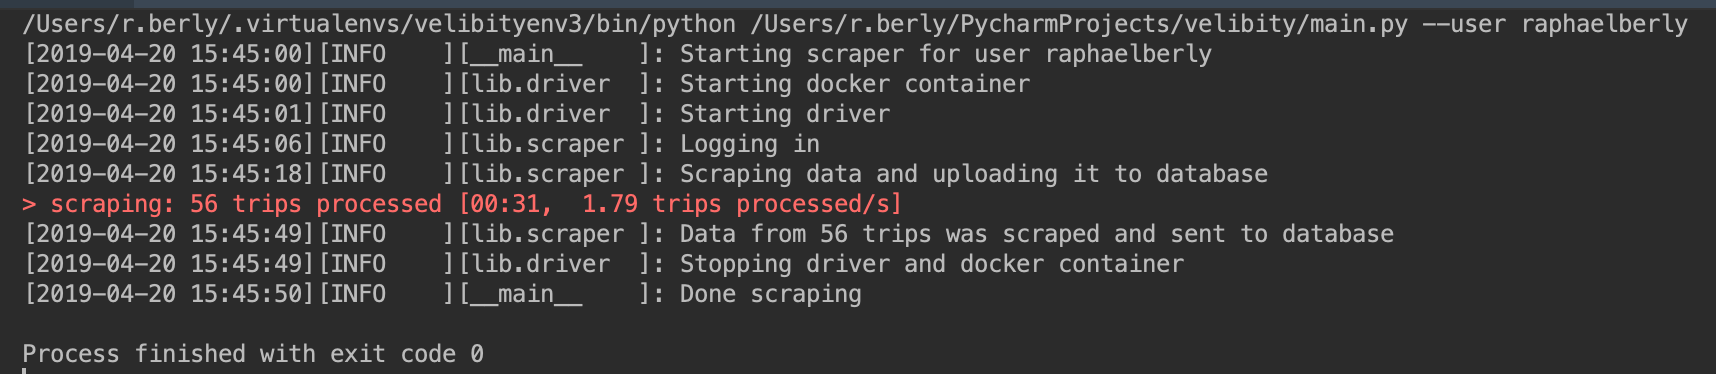 /Users/r.berly/.virtualenvs/velibityenv3/bin/python /Users/r.berly/PycharmProjects/velibity/main.py --user raphaelberly
[2019-04-20 15:45:00][INFO    ][__main__    ]: Starting scraper for user raphaelberly
[2019-04-20 15:45:00][INFO    ][lib.driver  ]: Starting docker container
[2019-04-20 15:45:01][INFO    ][lib.driver  ]: Starting driver
[2019-04-20 15:45:06][INFO    ][lib.scraper ]: Logging in
[2019-04-20 15:45:18][INFO    ][lib.scraper ]: Scraping data and uploading it to database
> scraping: 56 trips processed [00:31,  1.79 trips processed/s]
[2019-04-20 15:45:49][INFO    ][lib.scraper ]: Data from 56 trips was scraped and sent to database
[2019-04-20 15:45:49][INFO    ][lib.driver  ]: Stopping driver and docker container
[2019-04-20 15:45:50][INFO    ][__main__    ]: Done scraping
Process finished with exit code 0